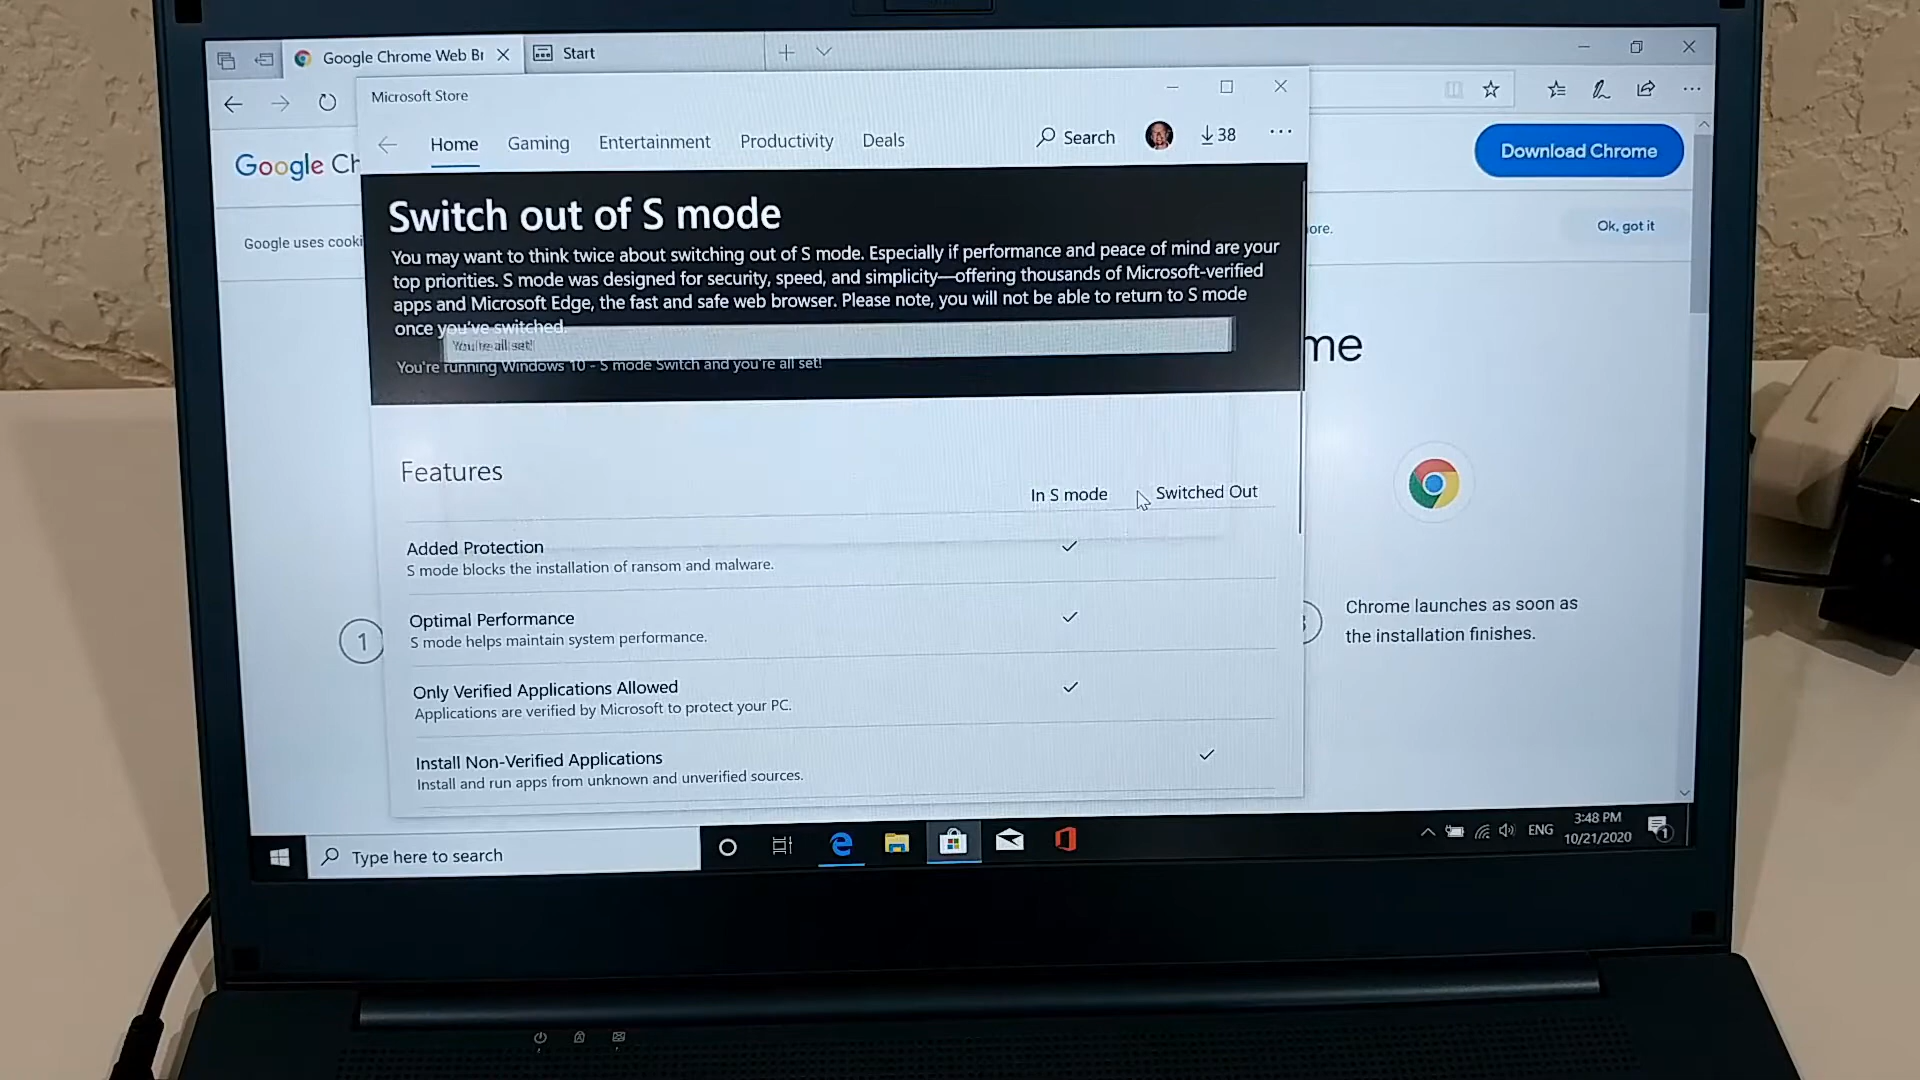 Google Chrome Web Br
Start
Microsoft Store
Home Gaming Entertainment Productivity Deals
Search
38
Google Ch
Download Chrome
Google uses cooki
ore.
Ok, got it
Switch out of S mode
You may want to think twice about switching out of S mode. Especially if performance and peace of mind are your
top priorities. S mode was designed for security, speed, and simplicity—offering thousands of Microsoft-verified
apps and Microsoft Edge, the fast and safe web browser. Please note, you will not be able to return to S mode
once you've switched.
You're all set!
You're running Windows 10 - S mode Switch and you're all set!
me
Features
In S mode Switched Out
Added Protection
S mode blocks the installation of ransom and malware.
Optimal Performance
S mode helps maintain system performance.
Only Verified Applications Allowed
Applications are verified by Microsoft to protect your PC.
Install Non-Verified Applications
Install and run apps from unknown and unverified sources.
1
3
Chrome launches as soon as
the installation finishes.
Type here to search
ENG
3:48 PM
10/21/2020
1